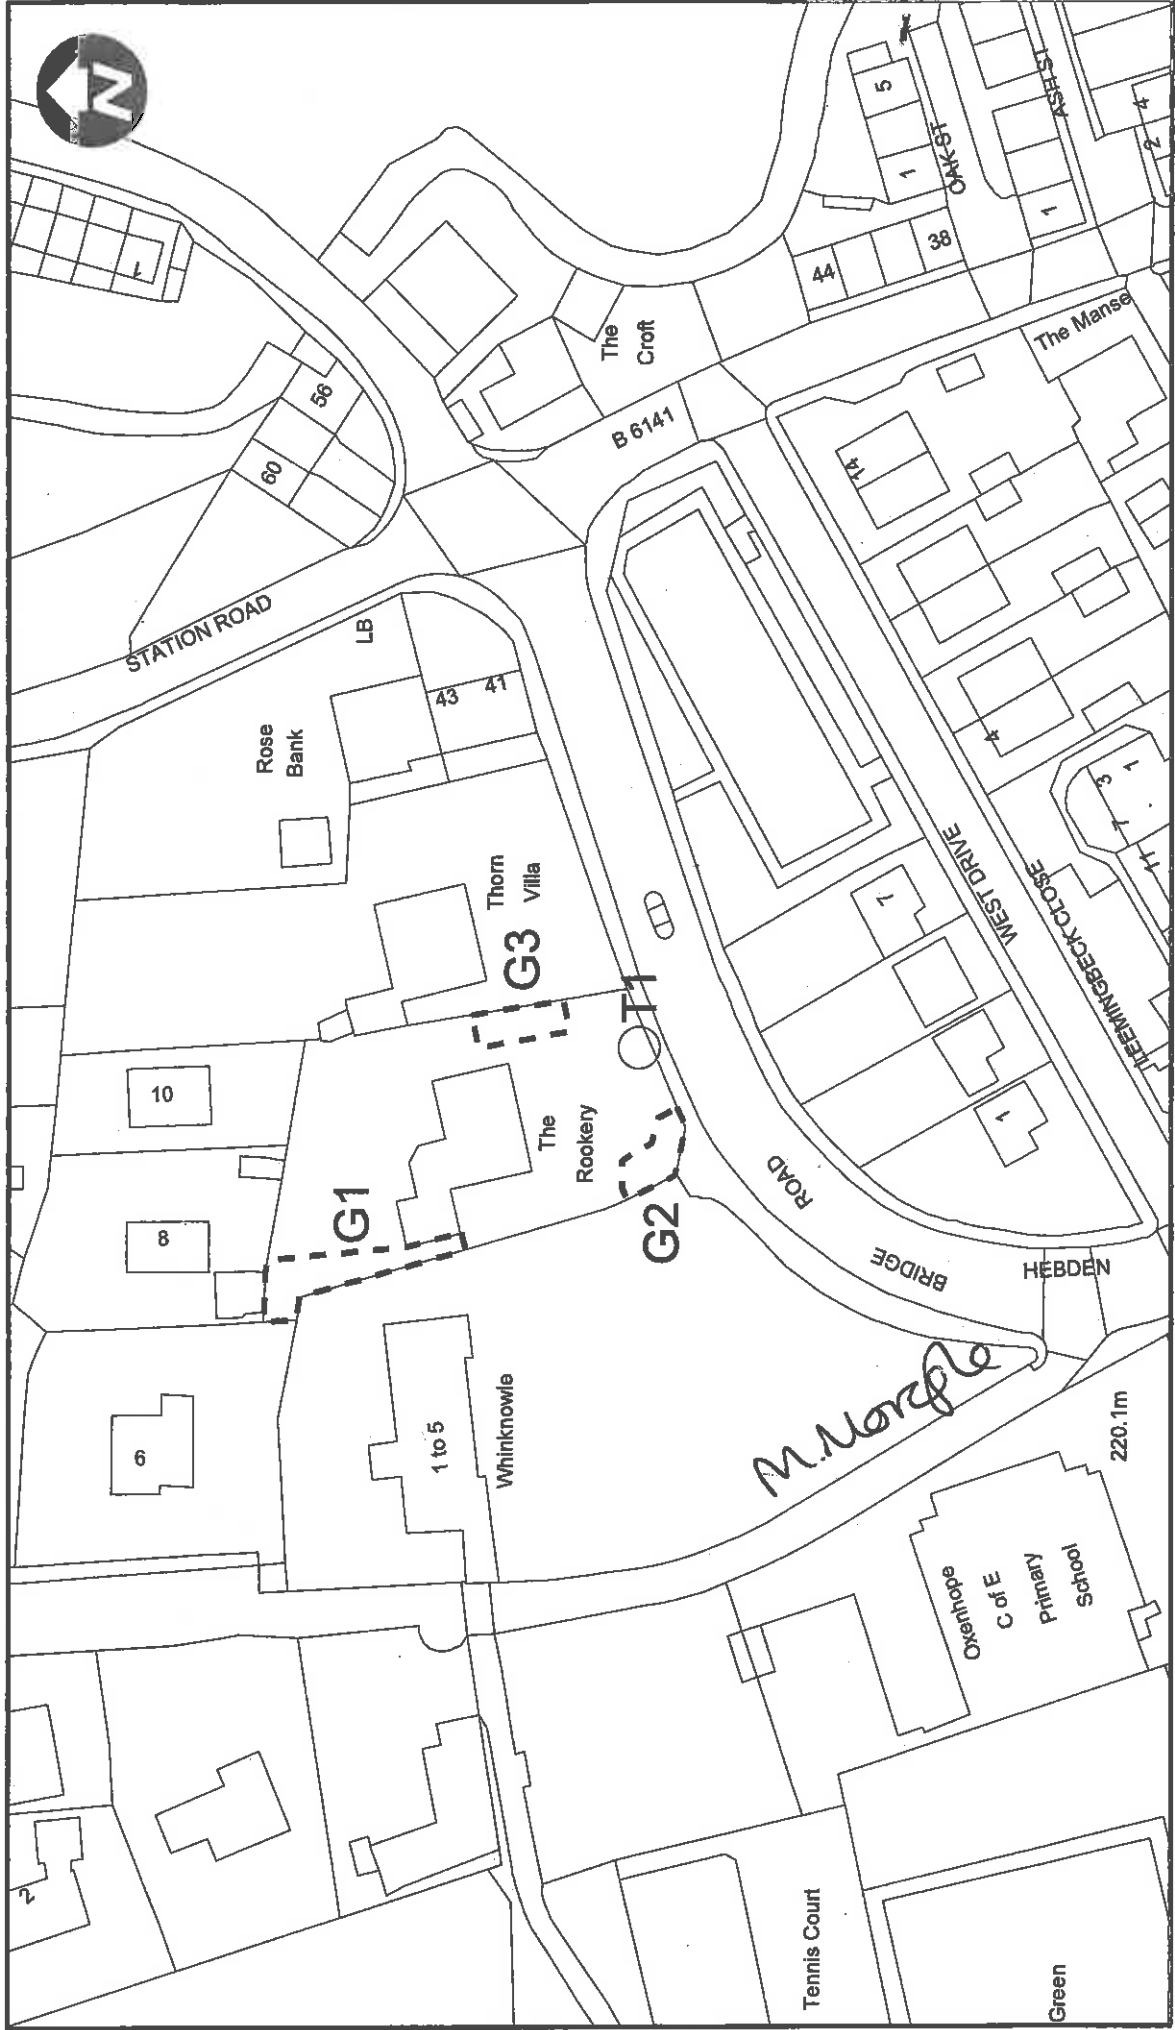 N
1
56
60
STATION ROAD
LB
Rose
Bank
43
41
B 6141
The
Croft
44
38
1
5
OAK ST
ASH ST
1
2
4
The Manse
14
4
3
1
7
11
WEST DRIVE
LEEMINGBECK CLOSE
7
1
Thorn
Villa
G3
T1
10
The
Rookery
G1
G2
8
ROAD
BRIDGE
HEBDEN
6
1 to 5
Whinknowle
220.1m
Oxenhope
C of E
Primary
School
2
Tennis Court
Green